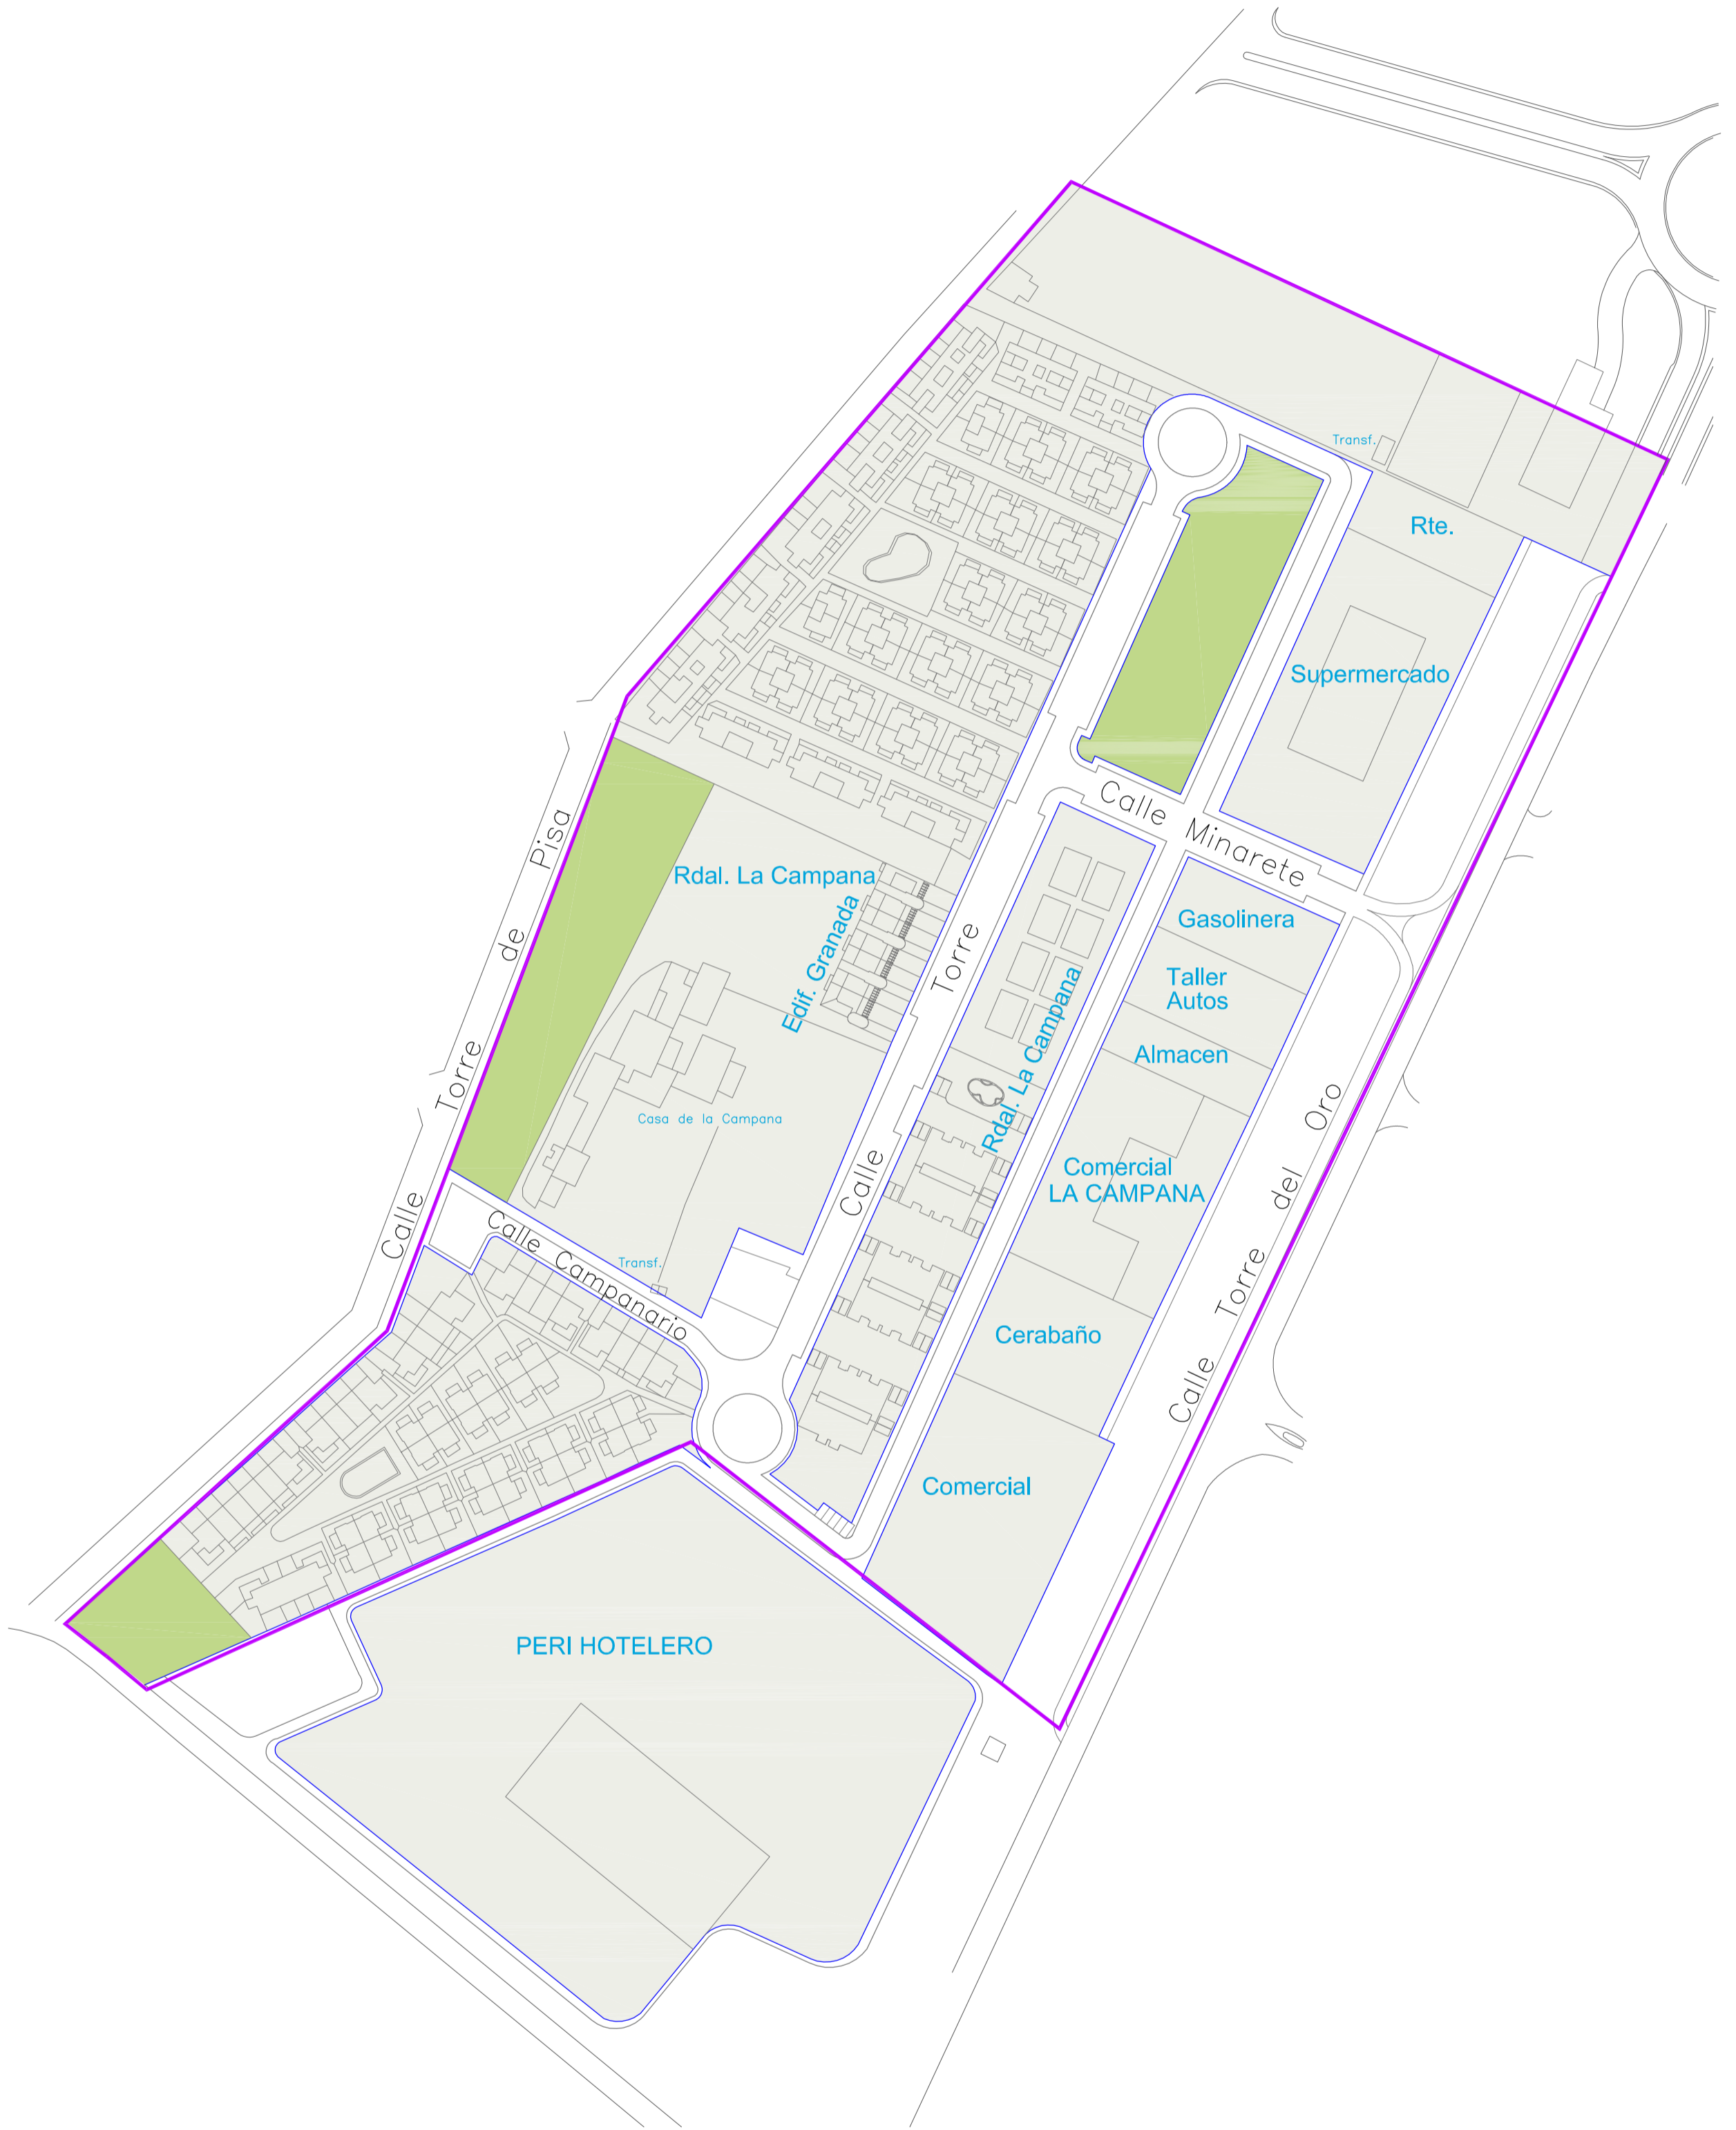 Transf.
Rte.
Supermercado
Calle Minarete
Calle Torre de Pisa
Rdal. La Campana
Edif. Granada
Gasolinera
Taller
Autos
Almacen
Calle Torre
Rdal. La Campana
Casa de la Campana
Comercial
LA CAMPANA
Calle Torre del Oro
Calle Campanario
Transf.
Cerabaño
Comercial
PERI HOTELERO